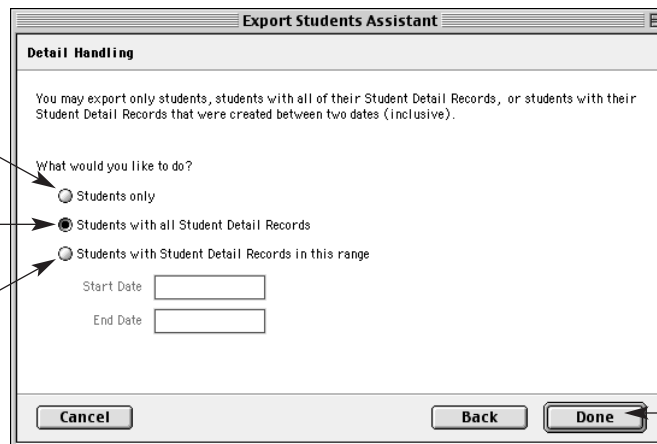 Export Students Assistant
Detail Handling
You may export only students, students with all of their Student Detail Records, or students with their
Student Detail Records that were created between two dates (inclusive).
What would you like to do?
Students only
Students with all Student Detail Records
Students with Student Detail Records in this range
Start Date
End Date
Cancel
Back
Done